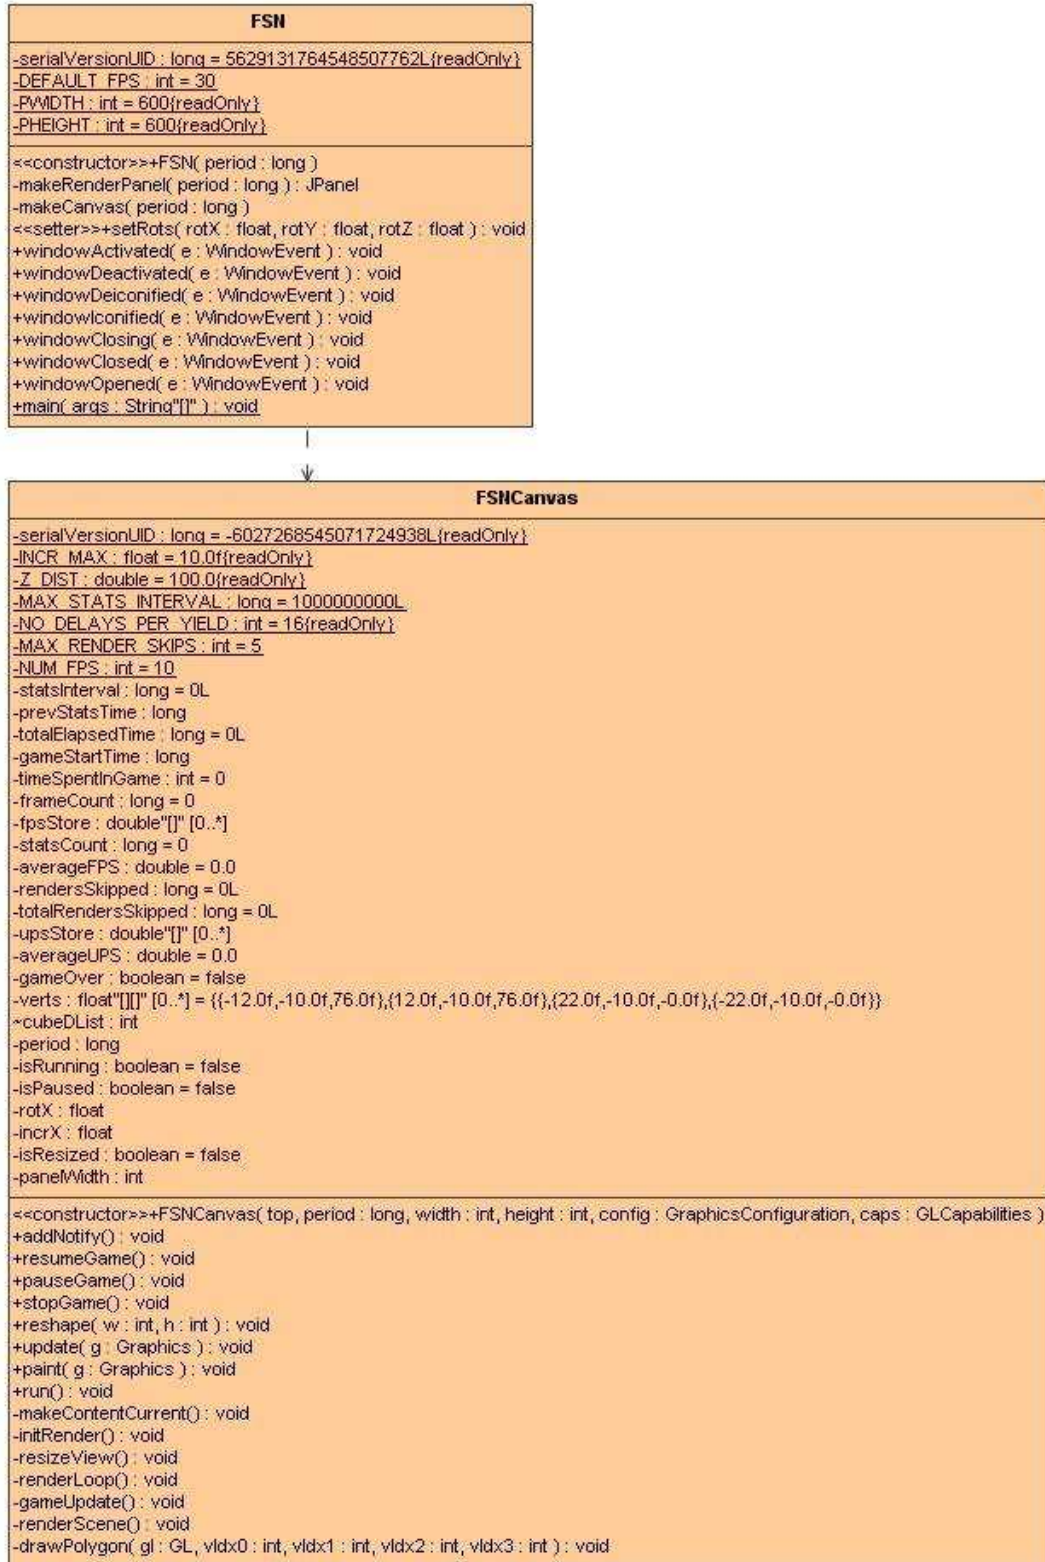 FSN
-serialVersionUID : long = 5629131764548507762L{readOnly}
-DEFAULT_FPS : int = 30
-PWIDTH : int = 600{readOnly}
-PHEIGHT : int = 600{readOnly}
<<constructor>>+FSN( period : long )
-makeRenderPanel( period : long ) : JPanel
-makeCanvas( period : long )
<<setter>>+setRots( rotX : float, rotY : float, rotZ : float ) : void
+windowActivated( e : WindowEvent ) : void
+windowDeactivated( e : WindowEvent ) : void
+windowDeiconified( e : WindowEvent ) : void
+windowIconified( e : WindowEvent ) : void
+windowClosing( e : WindowEvent ) : void
+windowClosed( e : WindowEvent ) : void
+windowOpened( e : WindowEvent ) : void
+main( args : String"[]" ) : void
FSNCanvas
-serialVersionUID : long = -6027268545071724938L{readOnly}
-INCR_MAX : float = 10.0f{readOnly}
-Z_DIST : double = 100.0{readOnly}
-MAX_STATS_INTERVAL : long = 1000000000L
-NO_DELAYS_PER_YIELD : int = 16{readOnly}
-MAX_RENDER_SKIPS : int = 5
-NUM_FPS : int = 10
-statsInterval : long = 0L
-prevStatsTime : long
-totalElapsedTime : long = 0L
-gameStartTime : long
-timeSpentInGame : int = 0
-frameCount : long = 0
-fpsStore : double"[]" [0..*]
-statsCount : long = 0
-averageFPS : double = 0.0
-rendersSkipped : long = 0L
-totalRendersSkipped : long = 0L
-upsStore : double"[]" [0..*]
-averageUPS : double = 0.0
-gameOver : boolean = false
-verts : float"[][]" [0..*] = {{-12.0f,-10.0f,76.0f},{12.0f,-10.0f,76.0f},{22.0f,-10.0f,-0.0f},{-22.0f,-10.0f,-0.0f}}
~cubeDList : int
-period : long
-isRunning : boolean = false
-isPaused : boolean = false
-rotX : float
-incrX : float
-isResized : boolean = false
-panelWidth : int
<<constructor>>+FSNCanvas( top, period : long, width : int, height : int, config : GraphicsConfiguration, caps : GLCapabilities )
+addNotify() : void
+resumeGame() : void
+pauseGame() : void
+stopGame() : void
+reshape( w : int, h : int ) : void
+update( g : Graphics ) : void
+paint( g : Graphics ) : void
+run() : void
-makeContentCurrent() : void
-initRender() : void
-resizeView() : void
-renderLoop() : void
-gameUpdate() : void
-renderScene() : void
-drawPolygon( gl : GL, vIdx0 : int, vIdx1 : int, vIdx2 : int, vIdx3 : int ) : void